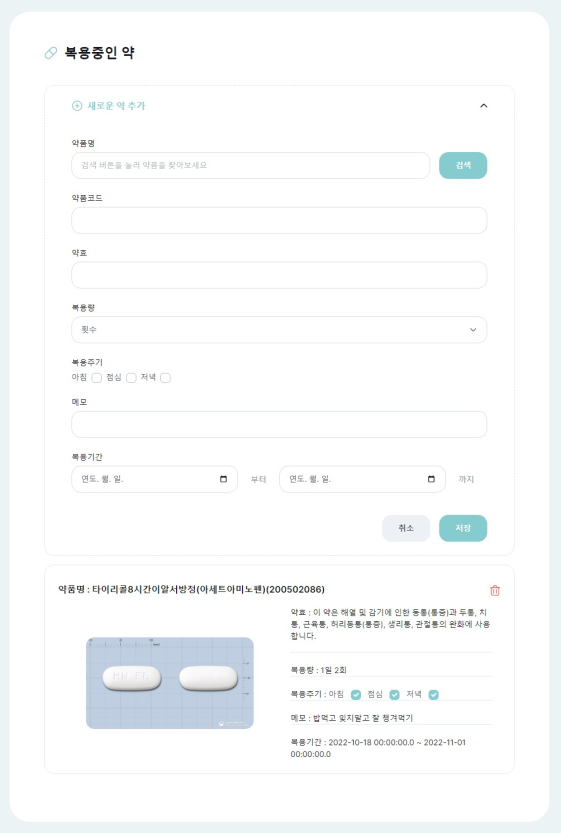 복용중인 약
새로운 약 추가
약품명
검색 버튼을 눌러 약품을 찾아보세요
검색
약품코드
약효
복용량
횟수
복용주기
아침 점심 저녁
메모
복용기간
연도. 월. 일. 부터 연도. 월. 일. 까지
취소 저장
약품명 : 타이리콜8시간이알서방정(아세트아미노펜)(200502086)
약효 : 이 약은 해열 및 감기에 의한 동통(통증)과 두통, 치
통, 근육통, 허리동통(통증), 생리통, 관절통의 완화에 사용
합니다.
복용량 : 1일 2회
복용주기 : 아침 점심 저녁
메모 : 밥먹고 잊지말고 잘 챙겨먹기
복용기간 : 2022-10-18 00:00:00.0 ~ 2022-11-01
00:00:00.0